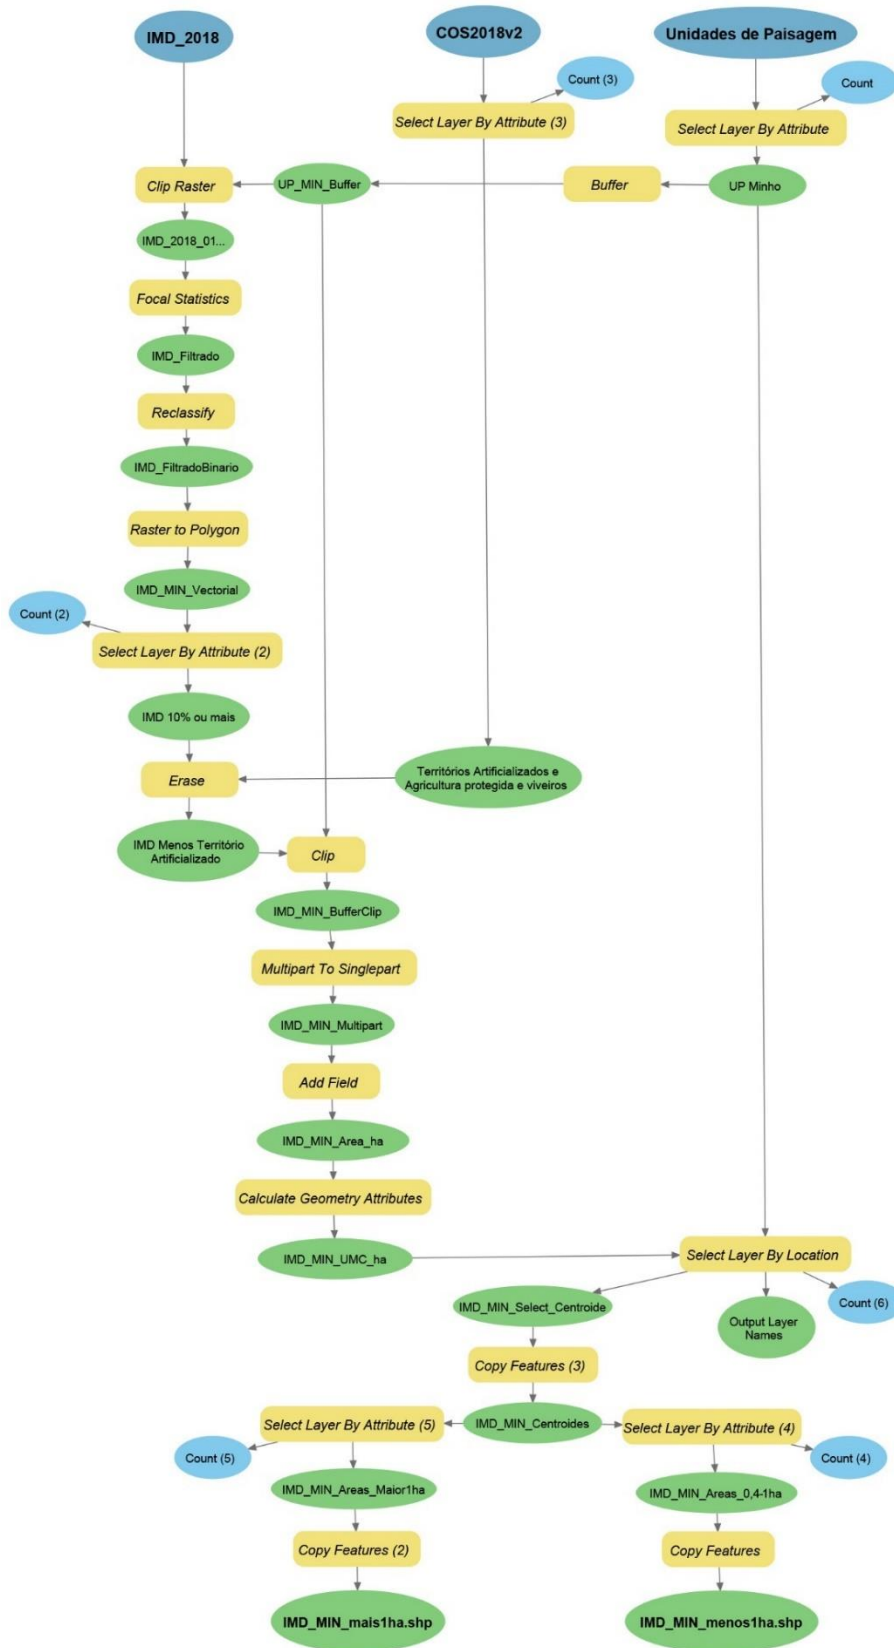 IMD_2018
COS2018v2
Unidades de Paisagem
Count (3)
Count
Select Layer By Attribute (3)
Select Layer By Attribute
Clip Raster
UP_MIN_Buffer
Buffer
UP Minho
IMD_2018_01...
Focal Statistics
IMD_Filtrado
Reclassify
IMD_FiltradoBinario
Raster to Polygon
IMD_MIN_Vectorial
Count (2)
Select Layer By Attribute (2)
IMD 10% ou mais
Erase
Territórios Artificializados e
Agricultura protegida e viveiros
IMD Menos Território
Artificializado
Clip
IMD_MIN_BufferClip
Multipart To Singlepart
IMD_MIN_Multipart
Add Field
IMD_MIN_Area_ha
Calculate Geometry Attributes
IMD_MIN_UMC_ha
Select Layer By Location
IMD_MIN_Select_Centroide
Output Layer
Names
Count (6)
Copy Features (3)
IMD_MIN_Centroides
Select Layer By Attribute (5)
Select Layer By Attribute (4)
Count (5)
Count (4)
IMD_MIN_Areas_Maior1ha
IMD_MIN_Areas_0,4-1ha
Copy Features (2)
Copy Features
IMD_MIN_mais1ha.shp
IMD_MIN_menos1ha.shp